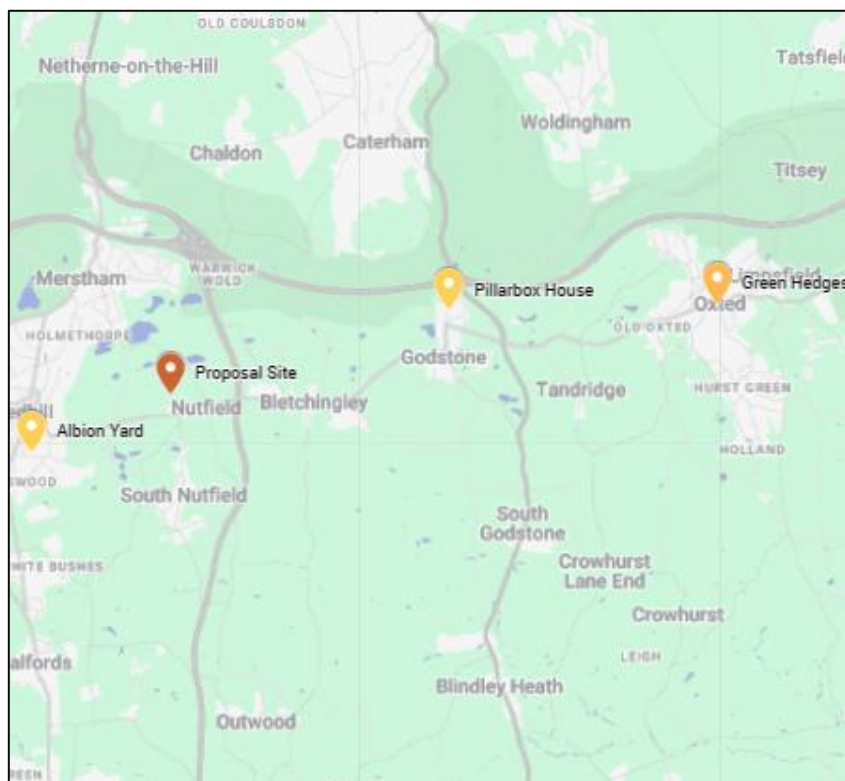 OLD COULSDON
Netherne-on-the-Hill
Tatsfield
Woldingham
Caterham
Chaldon
Titsey
WARWICK
WOLD
Merstham
Limpsfield
Green Hedges
Pillarbox House
Oxted
OLD OXTED
HOLMETHORPE
Godstone
Proposal Site
Tandridge
HURST GREEN
Bletchingley
Nutfield
Albion Yard
HOLLAND
South Nutfield
South
Godstone
Crowhurst
Lane End
Crowhurst
LEIGH
Blindley Heath
Outwood